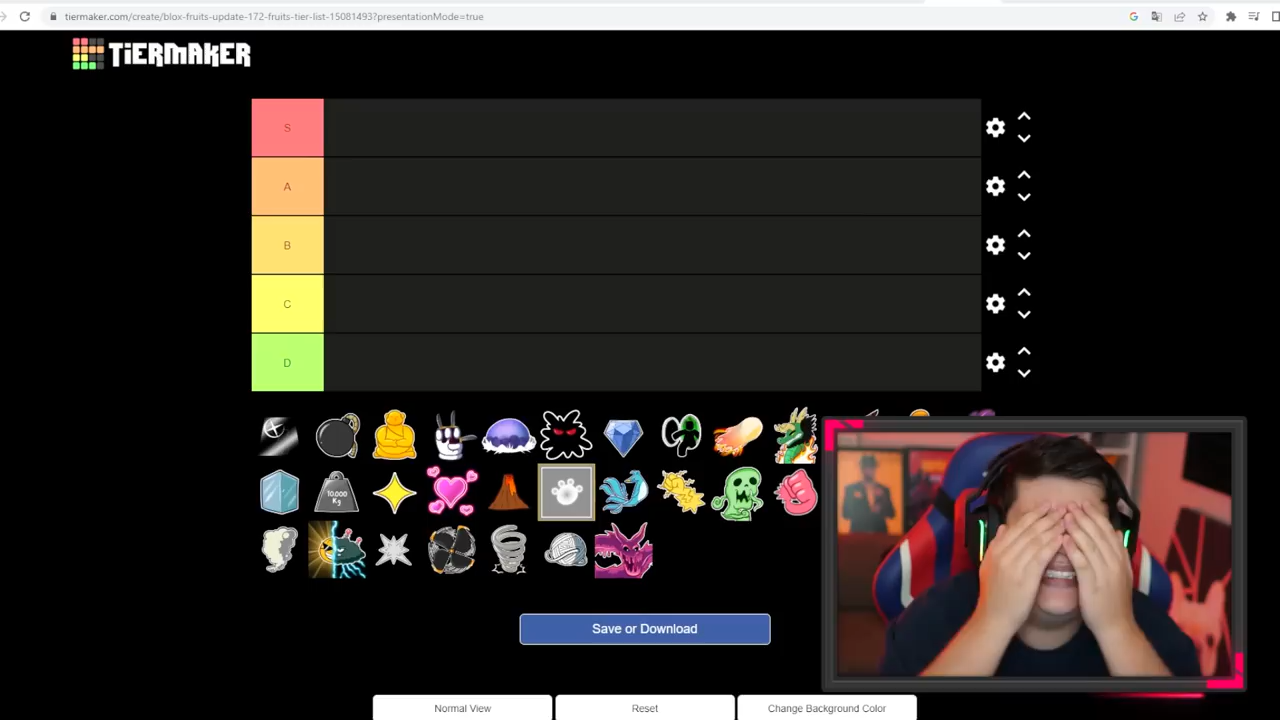 tiermaker.com/create/blox-fruits-update-172-fruits-tier-list-15081493?presentationMode=true
TIERMAKER
S
A
B
C
D
10.000
Kg
Save or Download
Normal View
Reset
Change Background Color